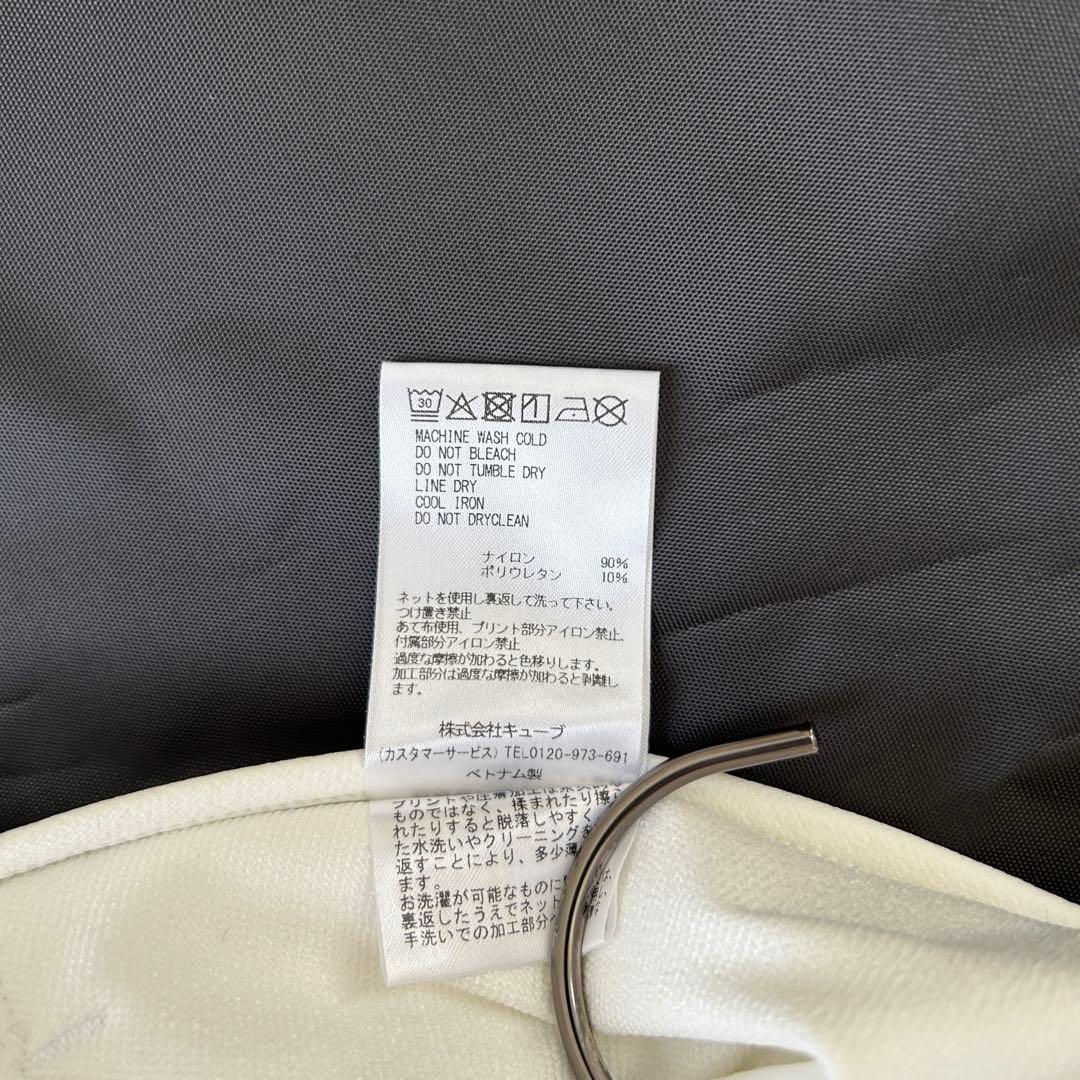 30
MACHINE WASH COLD
DO NOT BLEACH
DO NOT TUMBLE DRY
LINE DRY
COOL IRON
DO NOT DRYCLEAN
ナイロン 90%
ポリウレタン 10%
ネットを使用し裏返して洗って下さい。
つけ置き禁止
あて布使用、プリント部分アイロン禁止、
付属部分アイロン禁止
過度な摩擦が加わると色移りします。
加工部分は過度な摩擦が加わると剥離し
ます。
株式会社キューブ
(カスタマーサービス) TEL0120-973-691
ベトナム製
ものではなく、揉まれたり擦
れたりすると脱落しやすく
た水洗いやクリーニングを
返すことにより、多少薄
ます。
お洗濯が可能なものに
裏返したうえでネット
手洗いでの加工部分